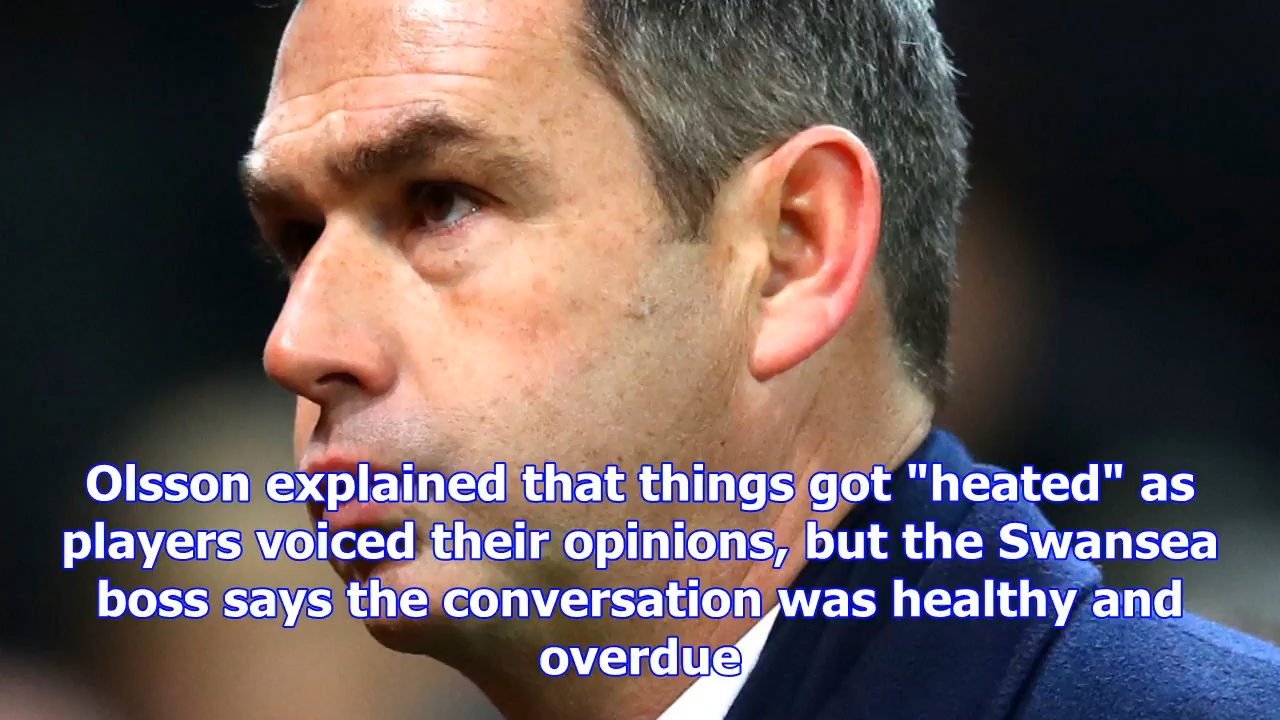 Olsson explained that things got "heated" as
players voiced their opinions, but the Swansea
boss says the conversation was healthy and
overdue